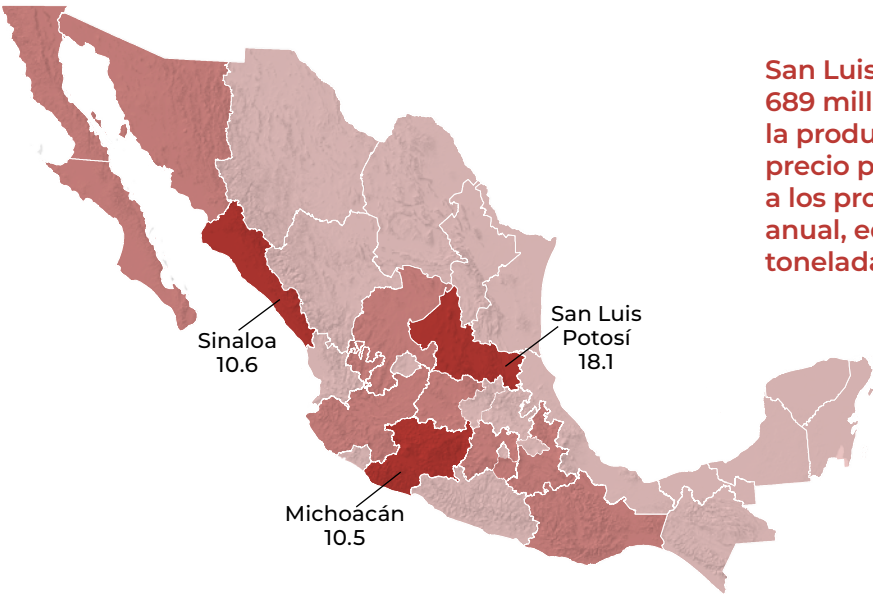 San Luis
689 mill
la produ
precio p
a los pro
anual, e
tonelada
Sinaloa
10.6
San Luis
Potosí
18.1
Michoacán
10.5